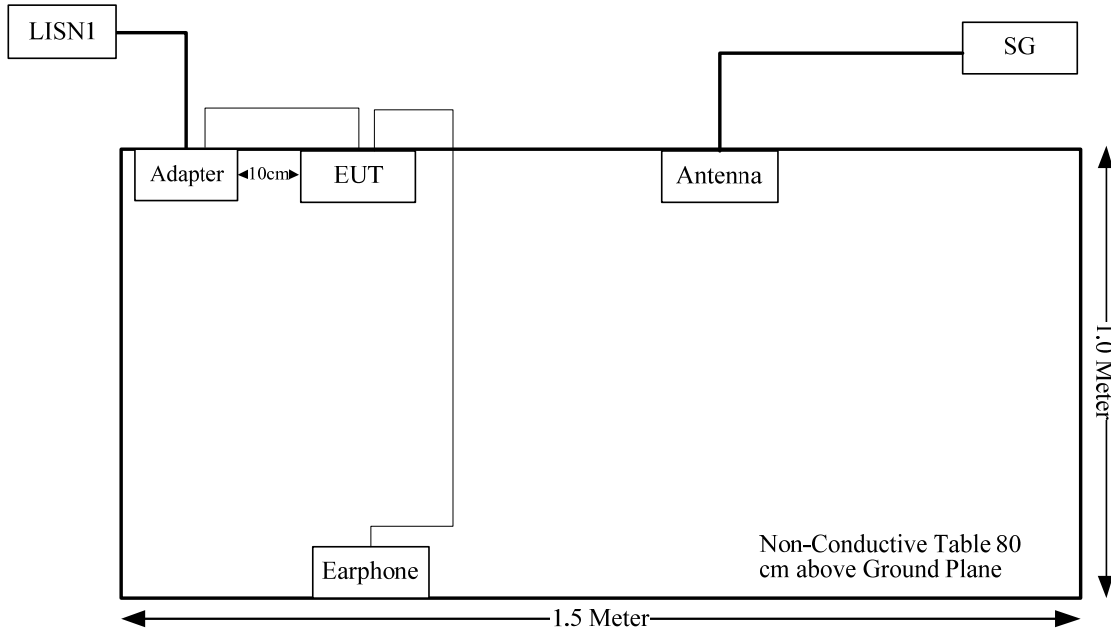 LISN1
SG
Adapter
10cm
EUT
Antenna
1.0 Meter
Earphone
Non-Conductive Table 80
cm above Ground Plane
1.5 Meter